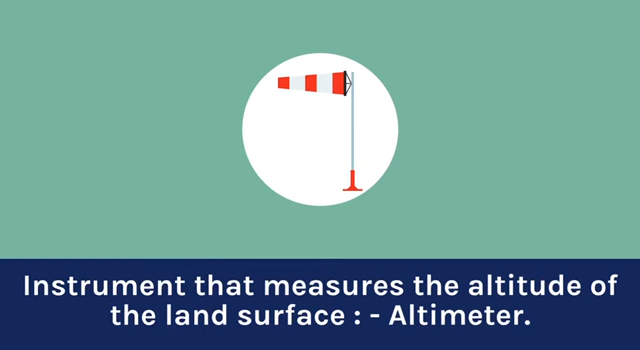 Instrument that measures the altitude of
the land surface : - Altimeter.